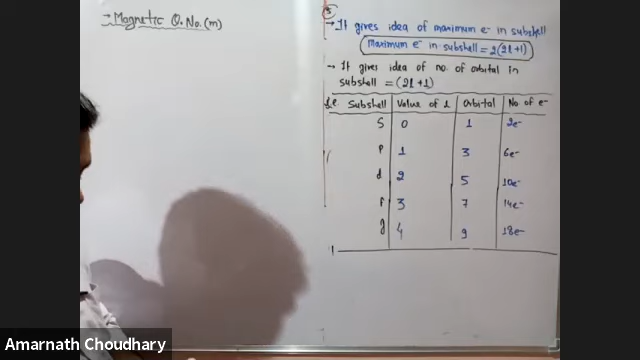 :- Magnetic Q. No. (m)
→ It gives idea of maximum e⁻ in subshell
Maximum e⁻ in subshell = 2(2l+1)
→ It gives idea of no. of orbital in
subshell = (2l+1)
i.e. Subshell Value of l Orbital No of e⁻
S 0 1 2e⁻
P 1 3 6e⁻
d 2 5 10e⁻
f 3 7 14e⁻
g 4 9 18e⁻
Amarnath Choudhary